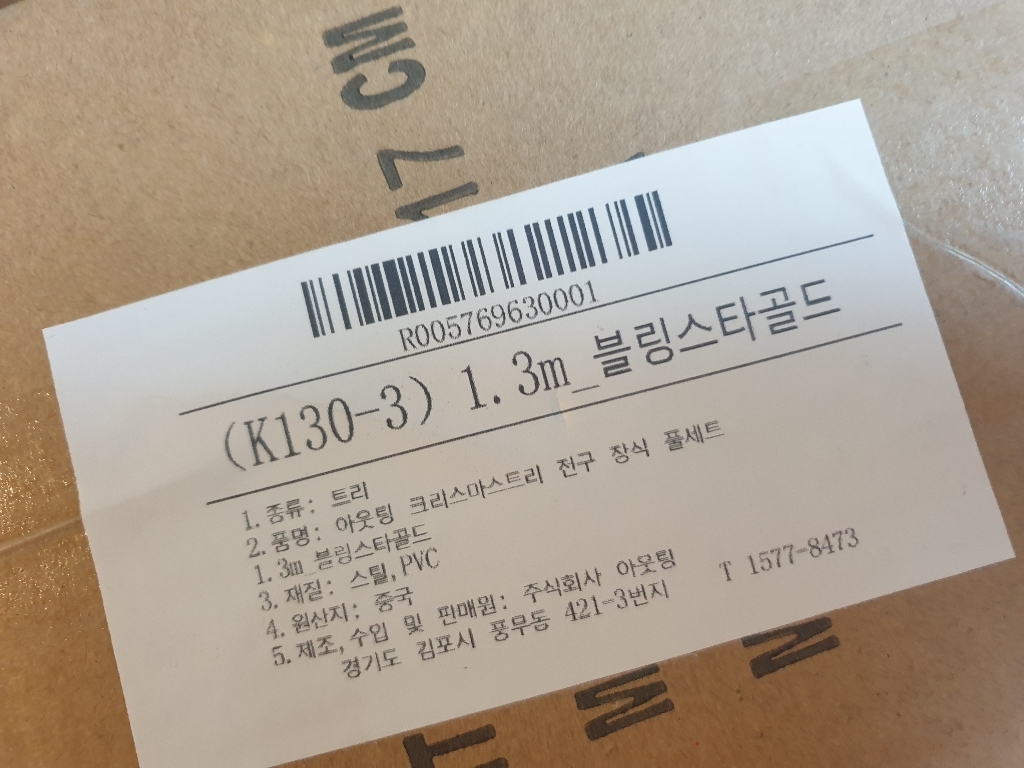 17 CM
R005769630001
(K130-3) 1.3m_블링스타골드
1. 종류: 트리
2. 품명: 아웃팅 크리스마스트리 전구 장식 풀세트
1.3m 블링스타골드
3. 재질: 스틸,PVC
4. 원산지: 중국
5. 제조, 수입 및 판매원: 주식회사 아웃팅
경기도 김포시 풍무동 421-3번지 T 1577-8473